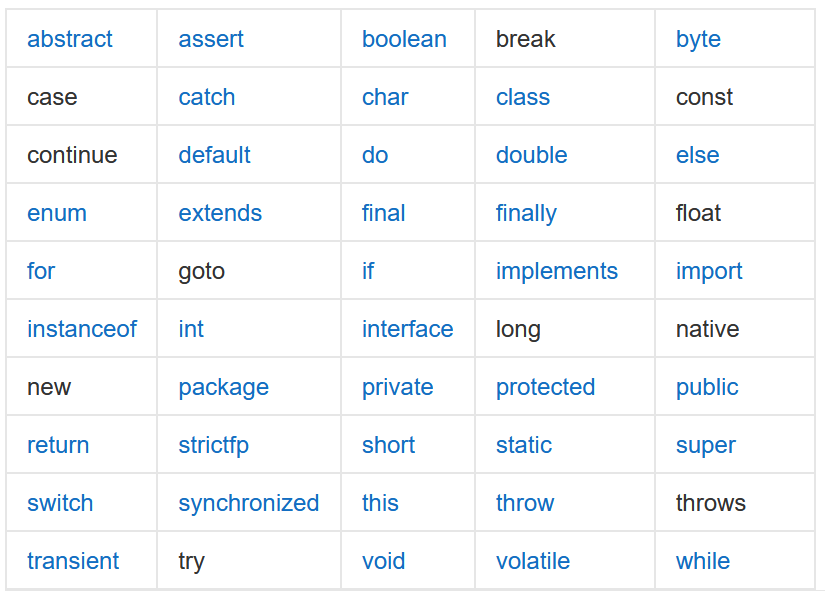 abstract assert boolean break byte
case catch char class const
continue default do double else
enum extends final finally float
for goto if implements import
instanceof int interface long native
new package private protected public
return strictfp short static super
switch synchronized this throw throws
transient try void volatile while